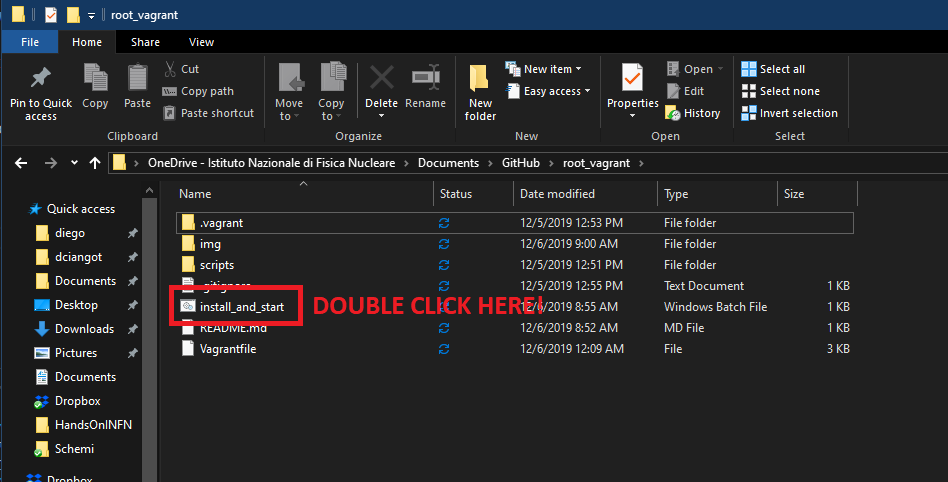 root_vagrant
File Home Share View
Pin to Quick access
Copy
Paste
Cut
Copy path
Paste shortcut
Clipboard
Move to
Copy to
Delete
Rename
Organize
New folder
New item
Easy access
New
Properties
Open
Edit
History
Open
Select all
Select none
Invert selection
Select
OneDrive - Istituto Nazionale di Fisica Nucleare > Documents > GitHub > root_vagrant >
Name Status Date modified Type Size
Quick access
diego
dciangot
Documents
Desktop
Downloads
Pictures
Documents
Dropbox
HandsOnINFN
Schemi
Dropbox
.vagrant 12/5/2019 12:53 PM File folder
img 12/6/2019 9:00 AM File folder
scripts 12/5/2019 12:51 PM File folder
.gitignore 12/5/2019 12:55 PM Text Document 1 KB
install_and_start DOUBLE CLICK HERE! 12/6/2019 8:55 AM Windows Batch File 1 KB
README.md 12/6/2019 8:52 AM MD File 1 KB
Vagrantfile 12/6/2019 12:09 AM File 3 KB